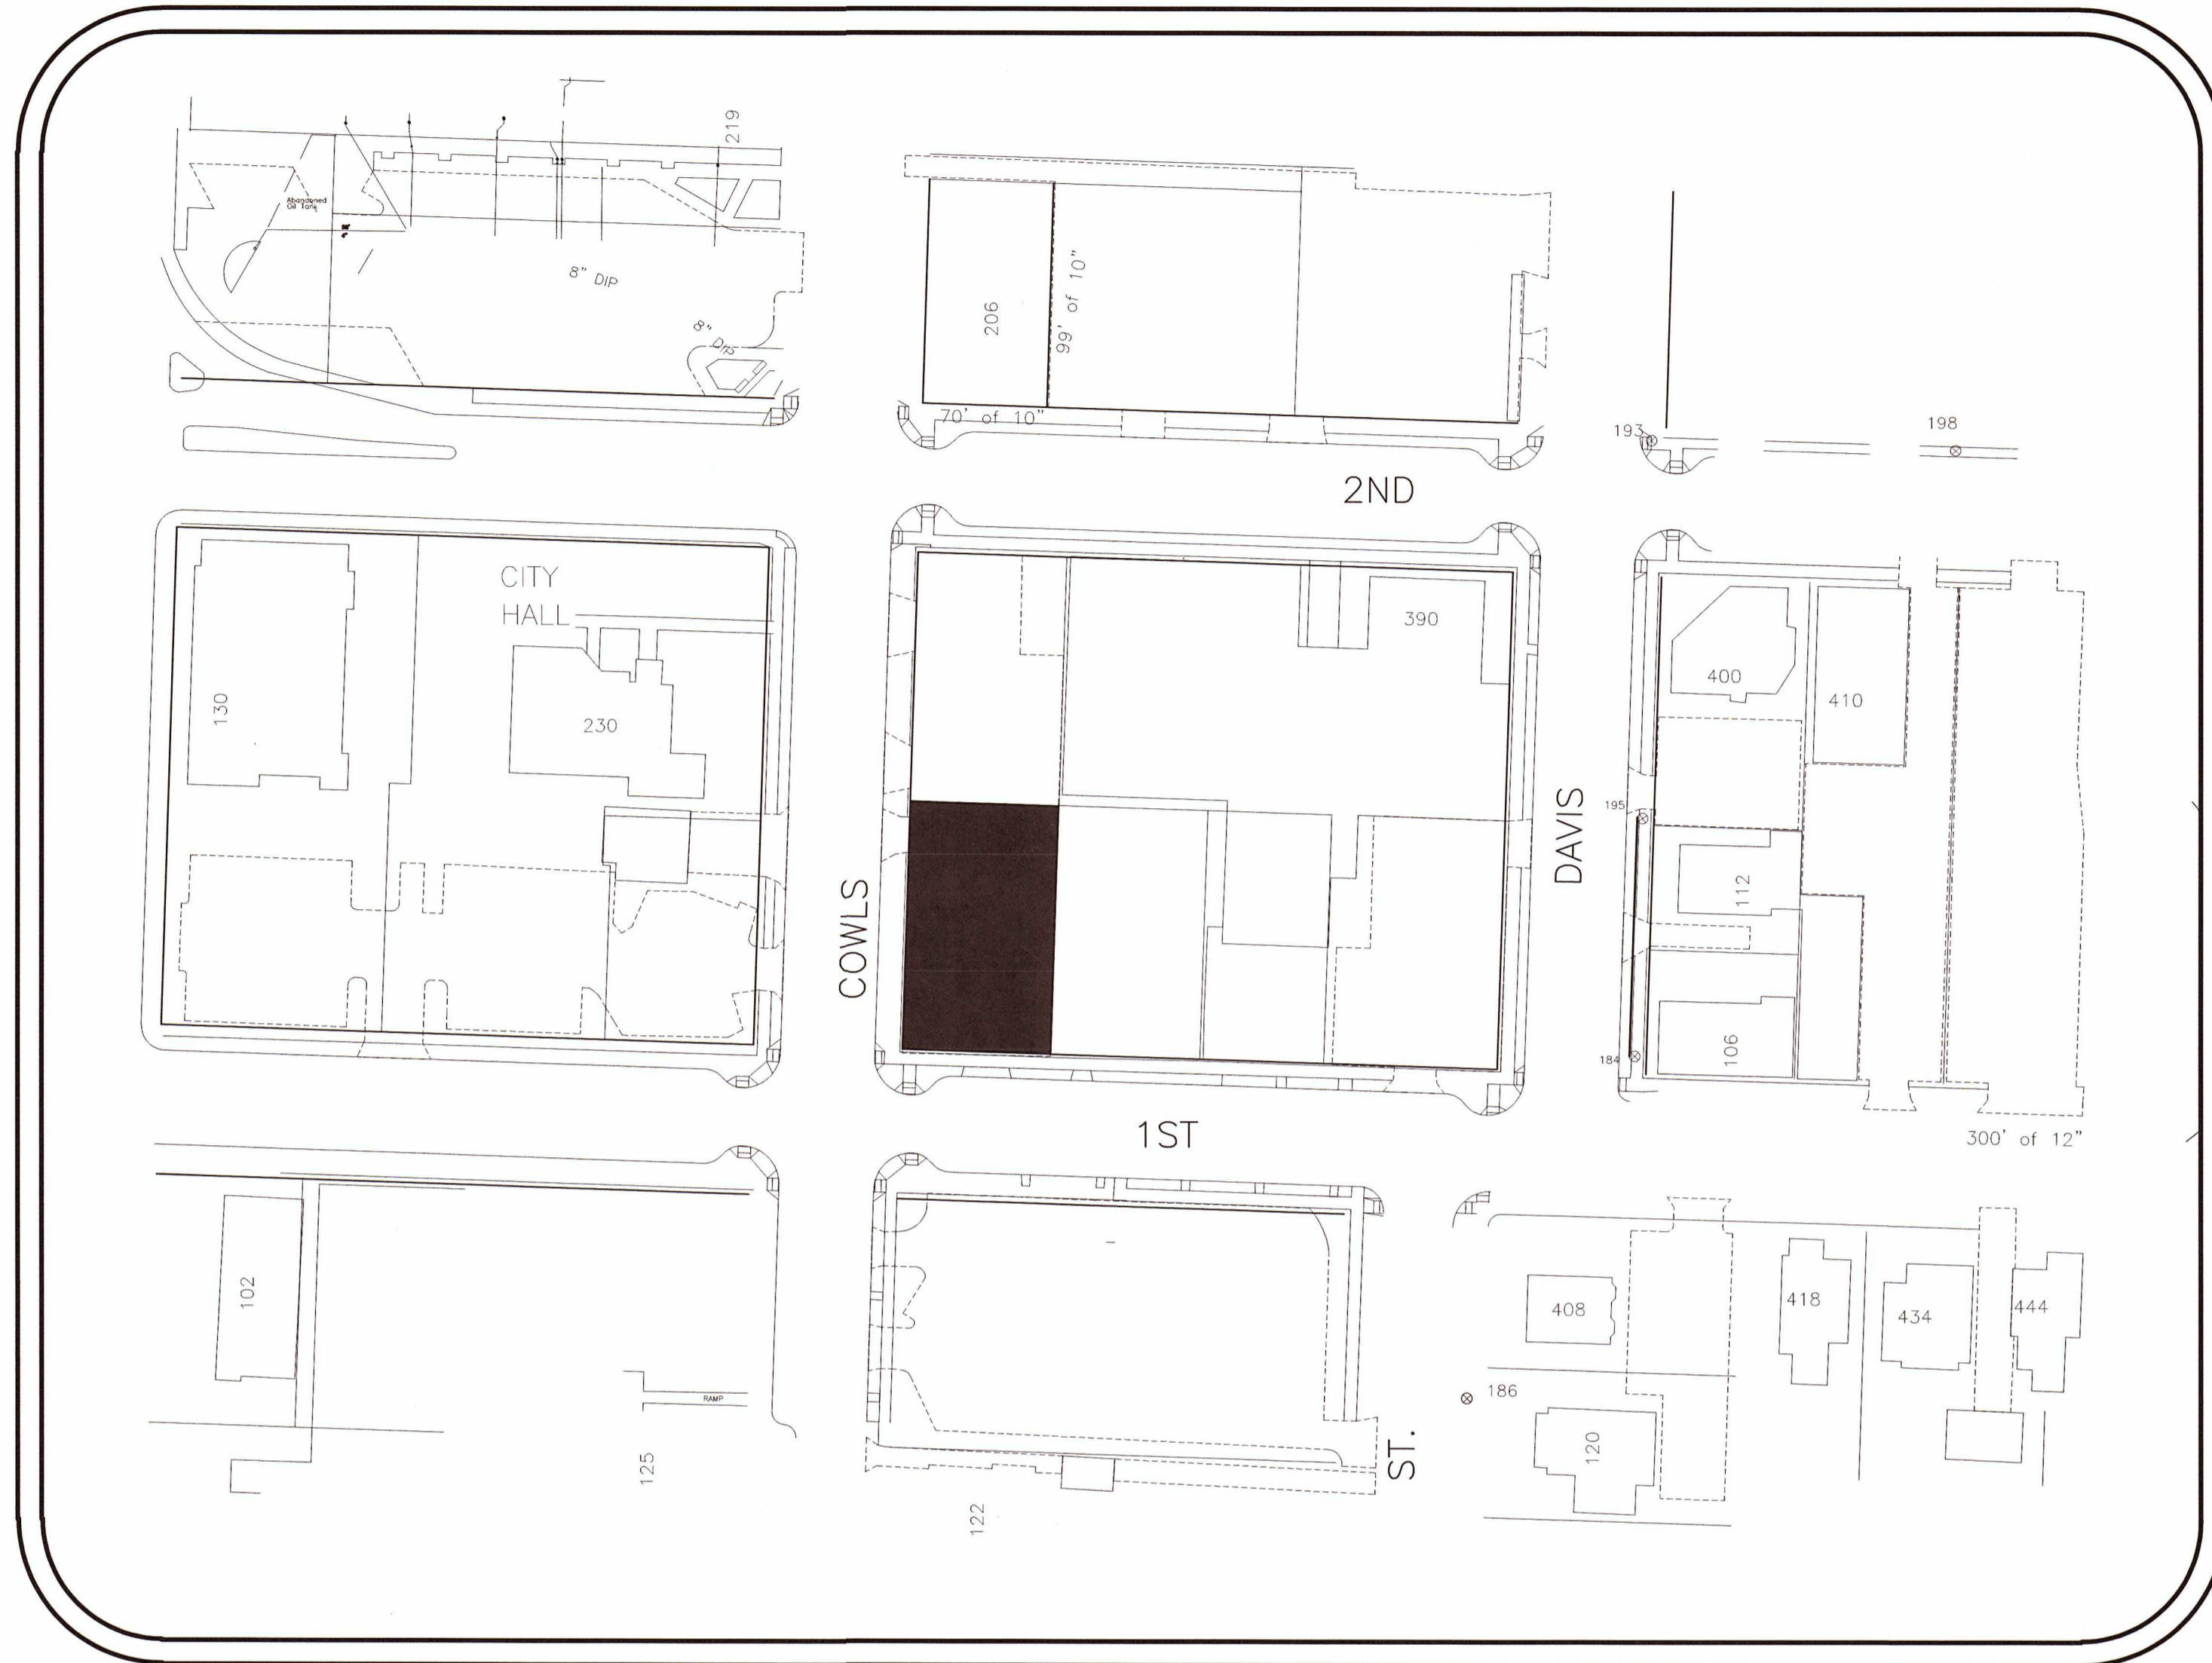 219
Abandoned
Oil Tank
8" DIP
8" DIP
206
99' of 10"
70' of 10"
193
198
2ND
CITY
HALL
130
230
390
400
410
COWLS
DAVIS
195
112
184
106
1ST
300' of 12"
102
RAMP
125
122
ST.
408
418
434
444
186
120